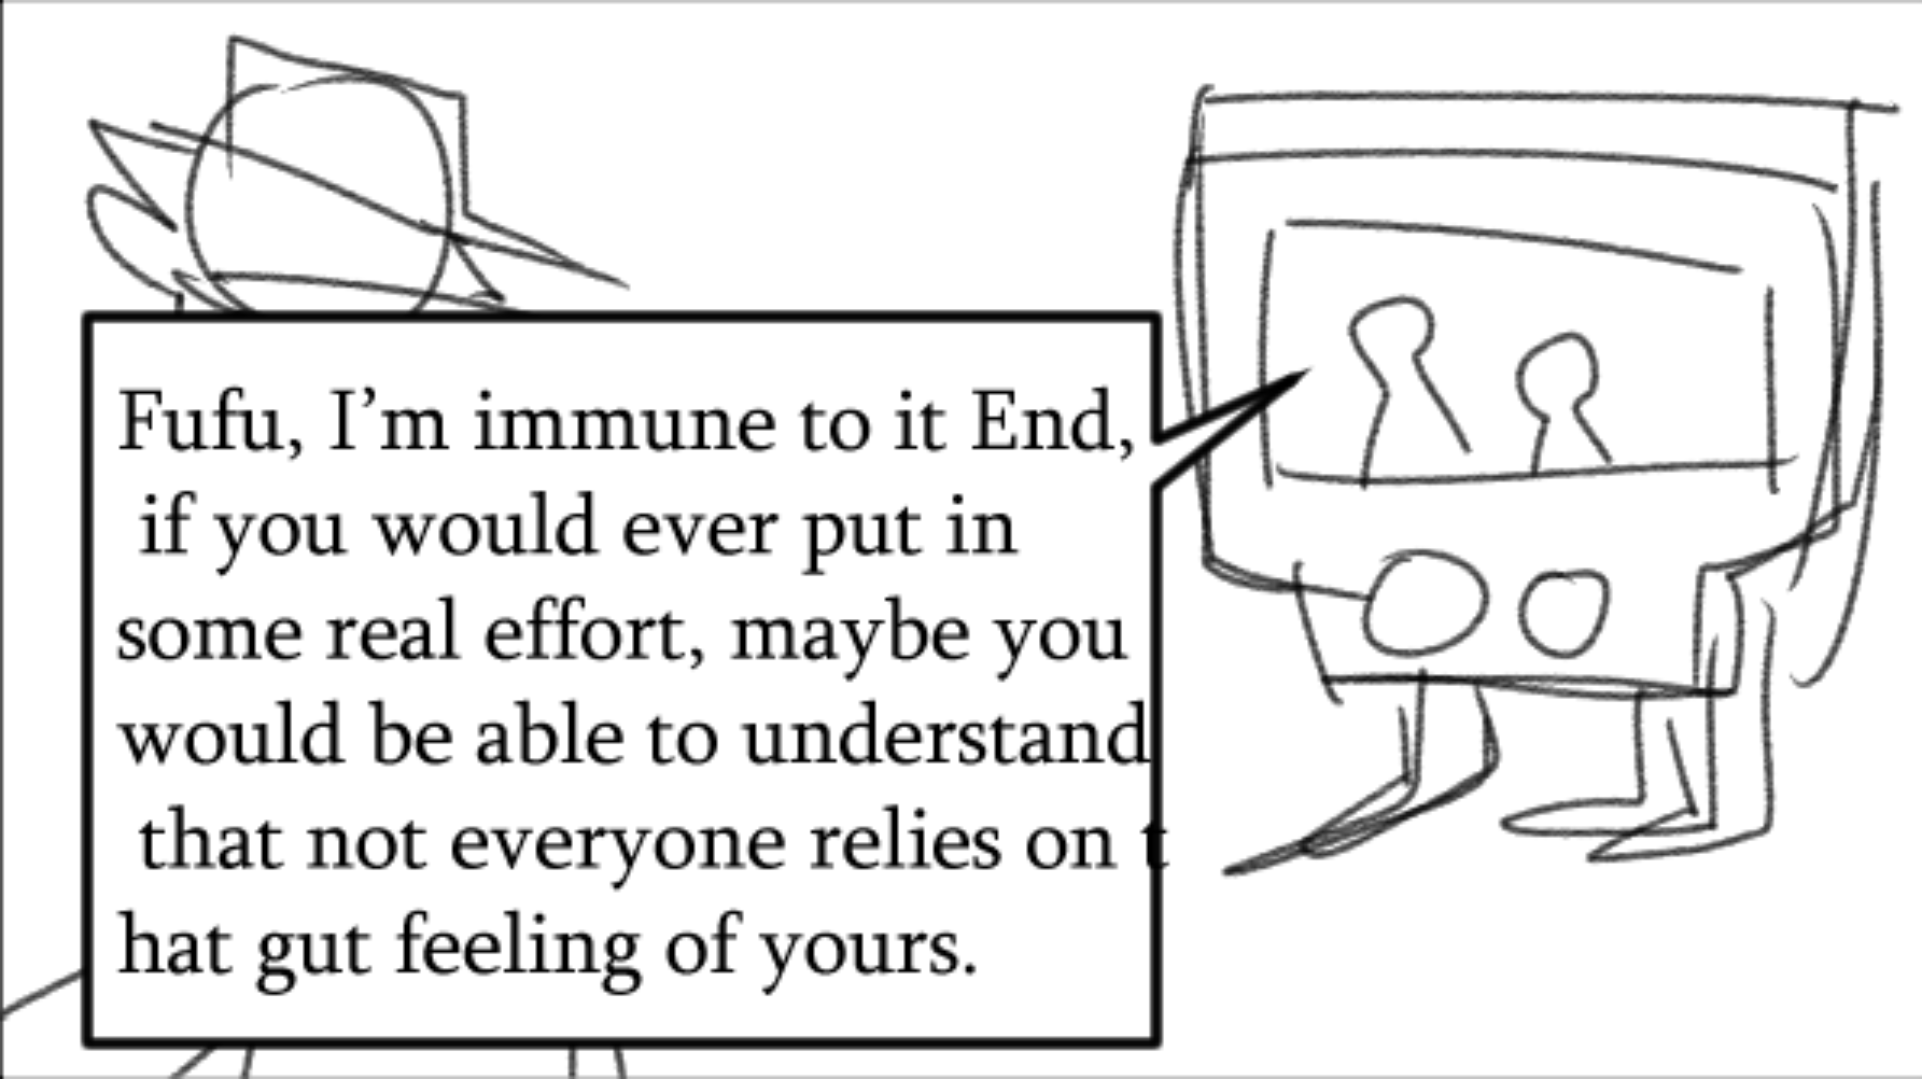 Fufu, I’m immune to it End,
if you would ever put in
some real effort, maybe you
would be able to understand
that not everyone relies on t
hat gut feeling of yours.